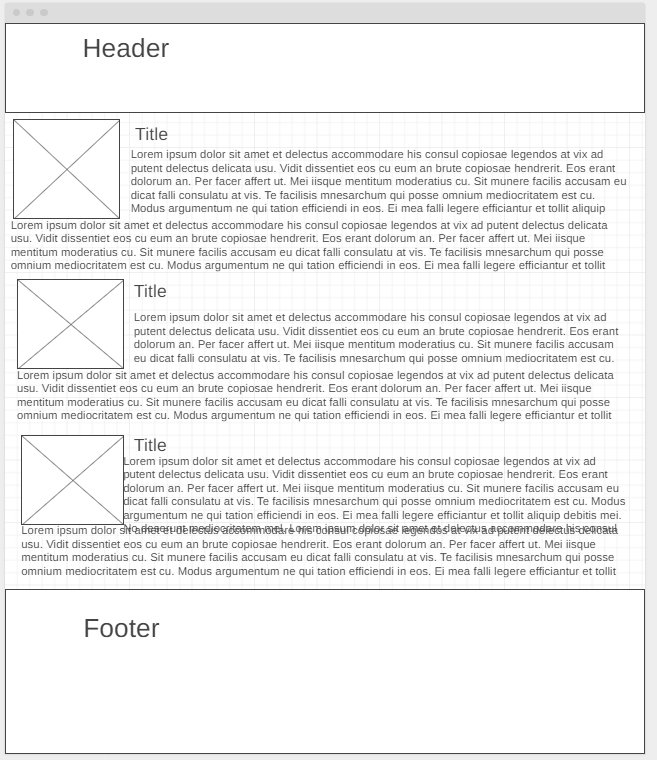 Header
Title
Lorem ipsum dolor sit amet et delectus accommodare his consul copiosae legendos at vix ad
putent delectus delicata usu. Vidit dissentiet eos cu eum an brute copiosae hendrerit. Eos erant
dolorum an. Per facer affert ut. Mei iisque mentitum moderatius cu. Sit munere facilis accusam eu
dicat falli consulatu at vis. Te facilisis mnesarchum qui posse omnium mediocritatem est cu.
Modus argumentum ne qui tation efficiendi in eos. Ei mea falli legere efficiantur et tollit aliquip
Lorem ipsum dolor sit amet et delectus accommodare his consul copiosae legendos at vix ad putent delectus delicata
usu. Vidit dissentiet eos cu eum an brute copiosae hendrerit. Eos erant dolorum an. Per facer affert ut. Mei iisque
mentitum moderatius cu. Sit munere facilis accusam eu dicat falli consulatu at vis. Te facilisis mnesarchum qui posse
omnium mediocritatem est cu. Modus argumentum ne qui tation efficiendi in eos. Ei mea falli legere efficiantur et tollit
Title
Lorem ipsum dolor sit amet et delectus accommodare his consul copiosae legendos at vix ad
putent delectus delicata usu. Vidit dissentiet eos cu eum an brute copiosae hendrerit. Eos erant
dolorum an. Per facer affert ut. Mei iisque mentitum moderatius cu. Sit munere facilis accusam
eu dicat falli consulatu at vis. Te facilisis mnesarchum qui posse omnium mediocritatem est cu.
Lorem ipsum dolor sit amet et delectus accommodare his consul copiosae legendos at vix ad putent delectus delicata
usu. Vidit dissentiet eos cu eum an brute copiosae hendrerit. Eos erant dolorum an. Per facer affert ut. Mei iisque
mentitum moderatius cu. Sit munere facilis accusam eu dicat falli consulatu at vis. Te facilisis mnesarchum qui posse
omnium mediocritatem est cu. Modus argumentum ne qui tation efficiendi in eos. Ei mea falli legere efficiantur et tollit
Title
Lorem ipsum dolor sit amet et delectus accommodare his consul copiosae legendos at vix ad
putent delectus delicata usu. Vidit dissentiet eos cu eum an brute copiosae hendrerit. Eos erant
dolorum an. Per facer affert ut. Mei iisque mentitum moderatius cu. Sit munere facilis accusam eu
dicat falli consulatu at vis. Te facilisis mnesarchum qui posse omnium mediocritatem est cu. Modus
argumentum ne qui tation efficiendi in eos. Ei mea falli legere efficiantur et tollit aliquip debitis mei.
No deserunt mediocritatem mel. Lorem ipsum dolor sit amet et delectus accommodare his consul
Lorem ipsum dolor sit amet et delectus accommodare his consul copiosae legendos at vix ad putent delectus delicata
usu. Vidit dissentiet eos cu eum an brute copiosae hendrerit. Eos erant dolorum an. Per facer affert ut. Mei iisque
mentitum moderatius cu. Sit munere facilis accusam eu dicat falli consulatu at vis. Te facilisis mnesarchum qui posse
omnium mediocritatem est cu. Modus argumentum ne qui tation efficiendi in eos. Ei mea falli legere efficiantur et tollit
Footer